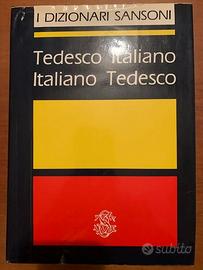 I DIZIONARI SANSONI
Tedesco Italiano
Italiano Tedesco
subito